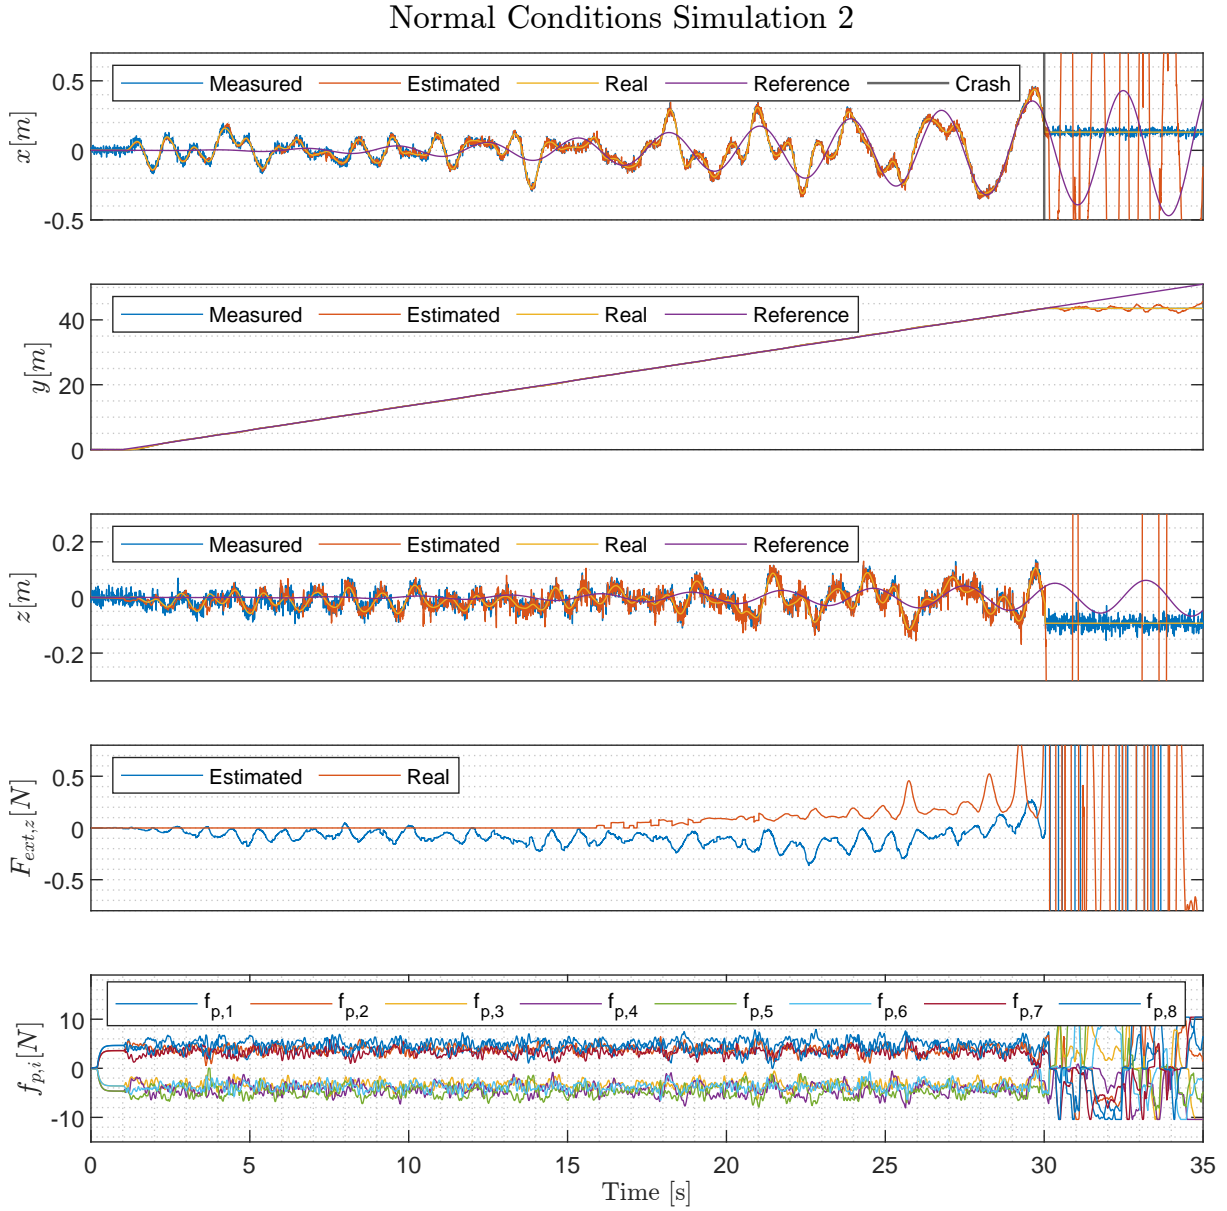 Normal Conditions Simulation 2
x[m]
0.5
0
-0.5
Measured Estimated Real Reference Crash
y[m]
40
20
0
Measured Estimated Real Reference
z[m]
0.2
0
-0.2
Measured Estimated Real Reference
F_{ext,z}[N]
0.5
0
-0.5
Estimated Real
f_{p,i}[N]
10
0
-10
f_{p,1} f_{p,2} f_{p,3} f_{p,4} f_{p,5} f_{p,6} f_{p,7} f_{p,8}
0 5 10 15 20 25 30 35
Time [s]